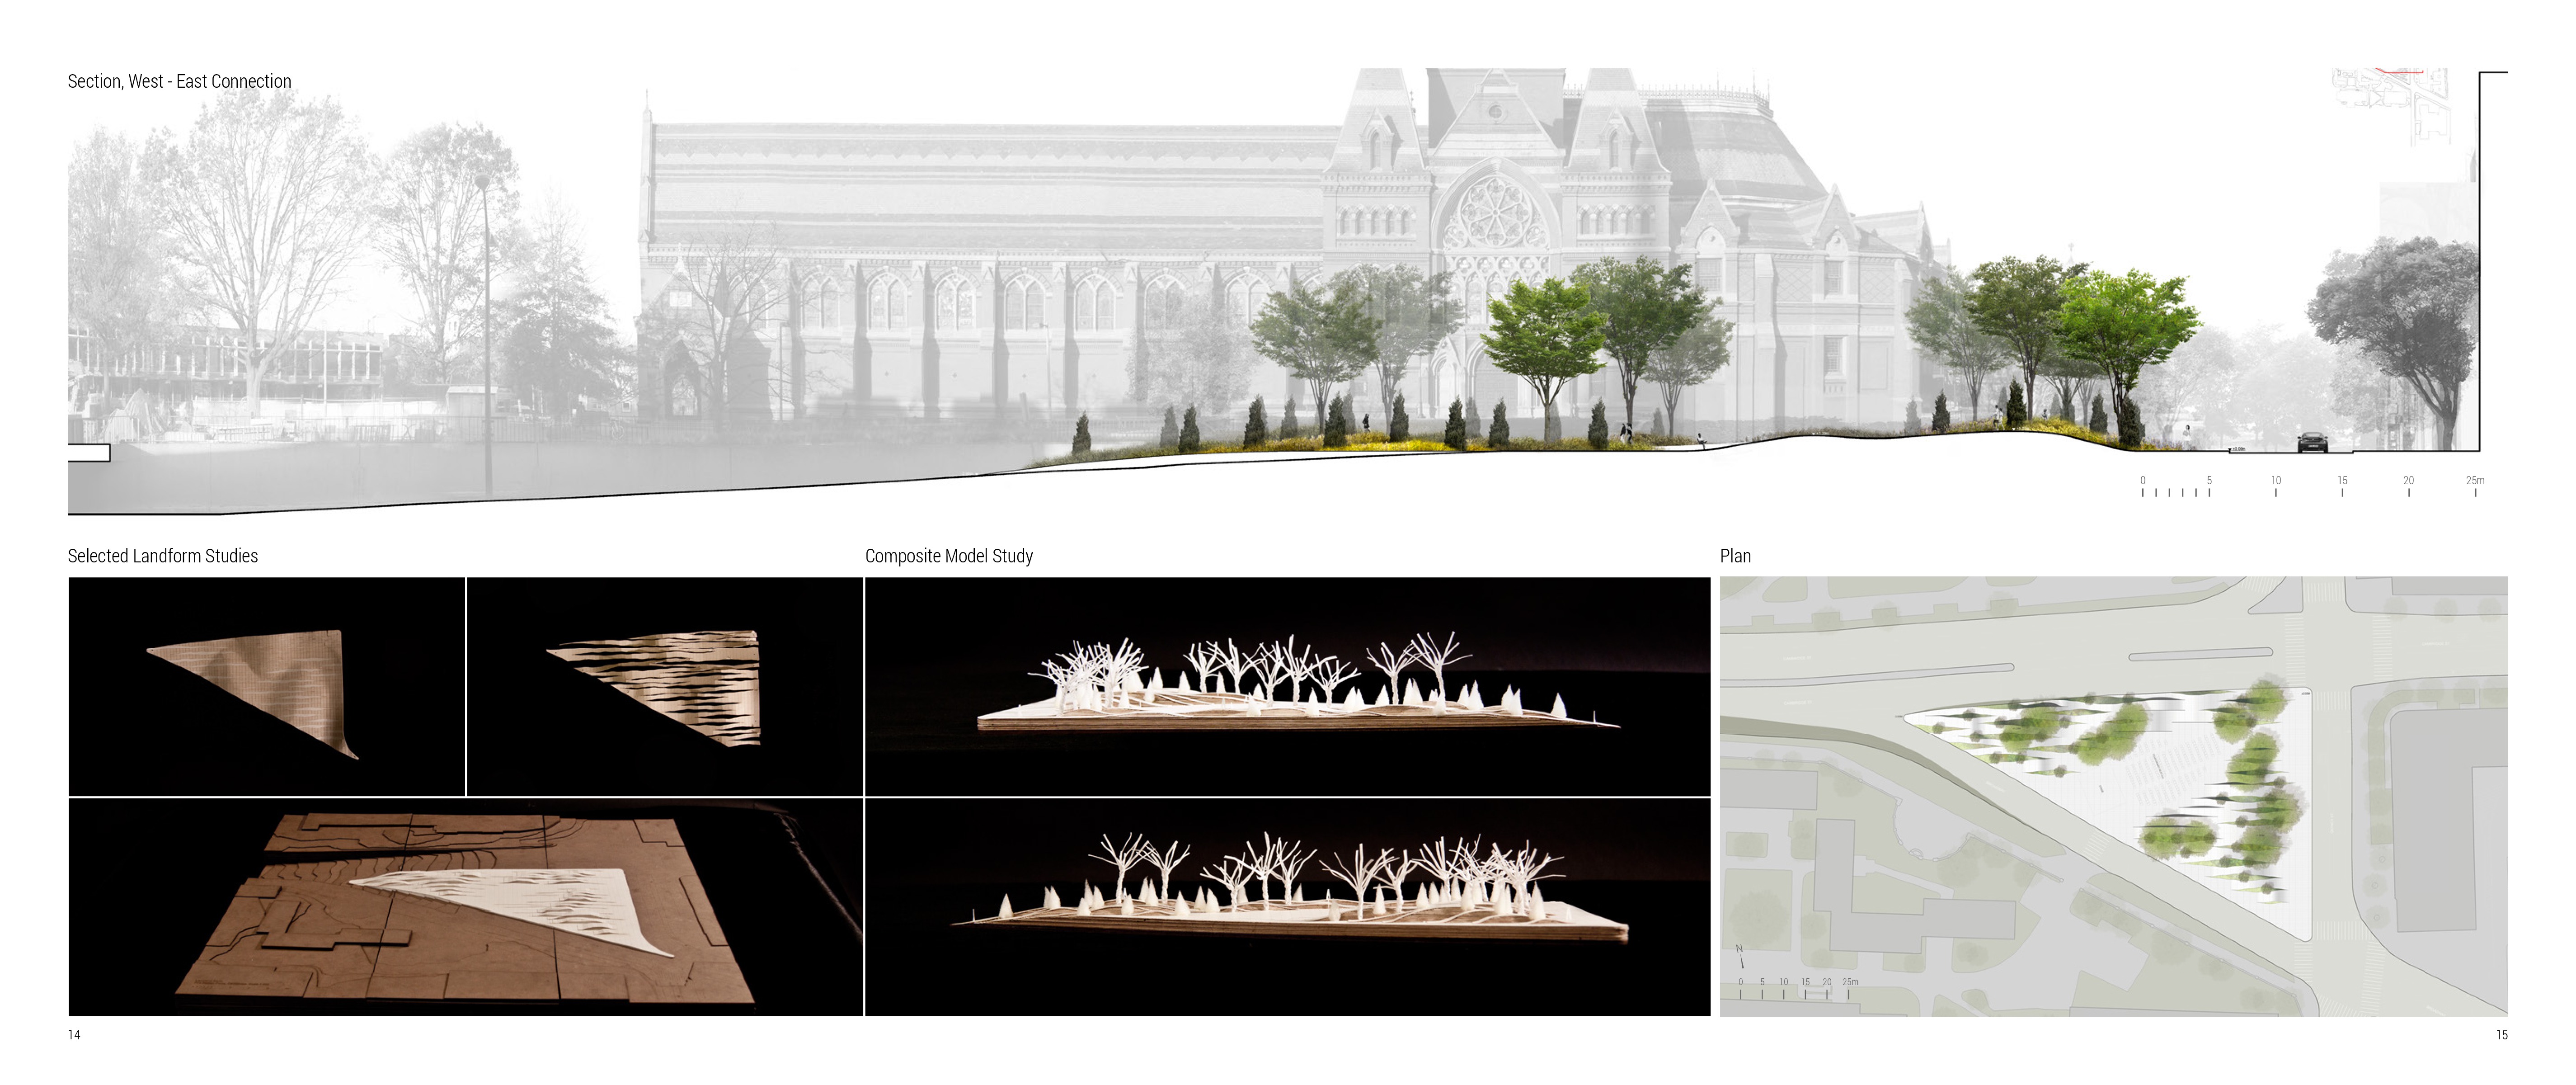 Section, West - East Connection
0 5 10 15 20 25m
Selected Landform Studies
Composite Model Study
Plan
N
0 5 10 15 20 25m
14
15